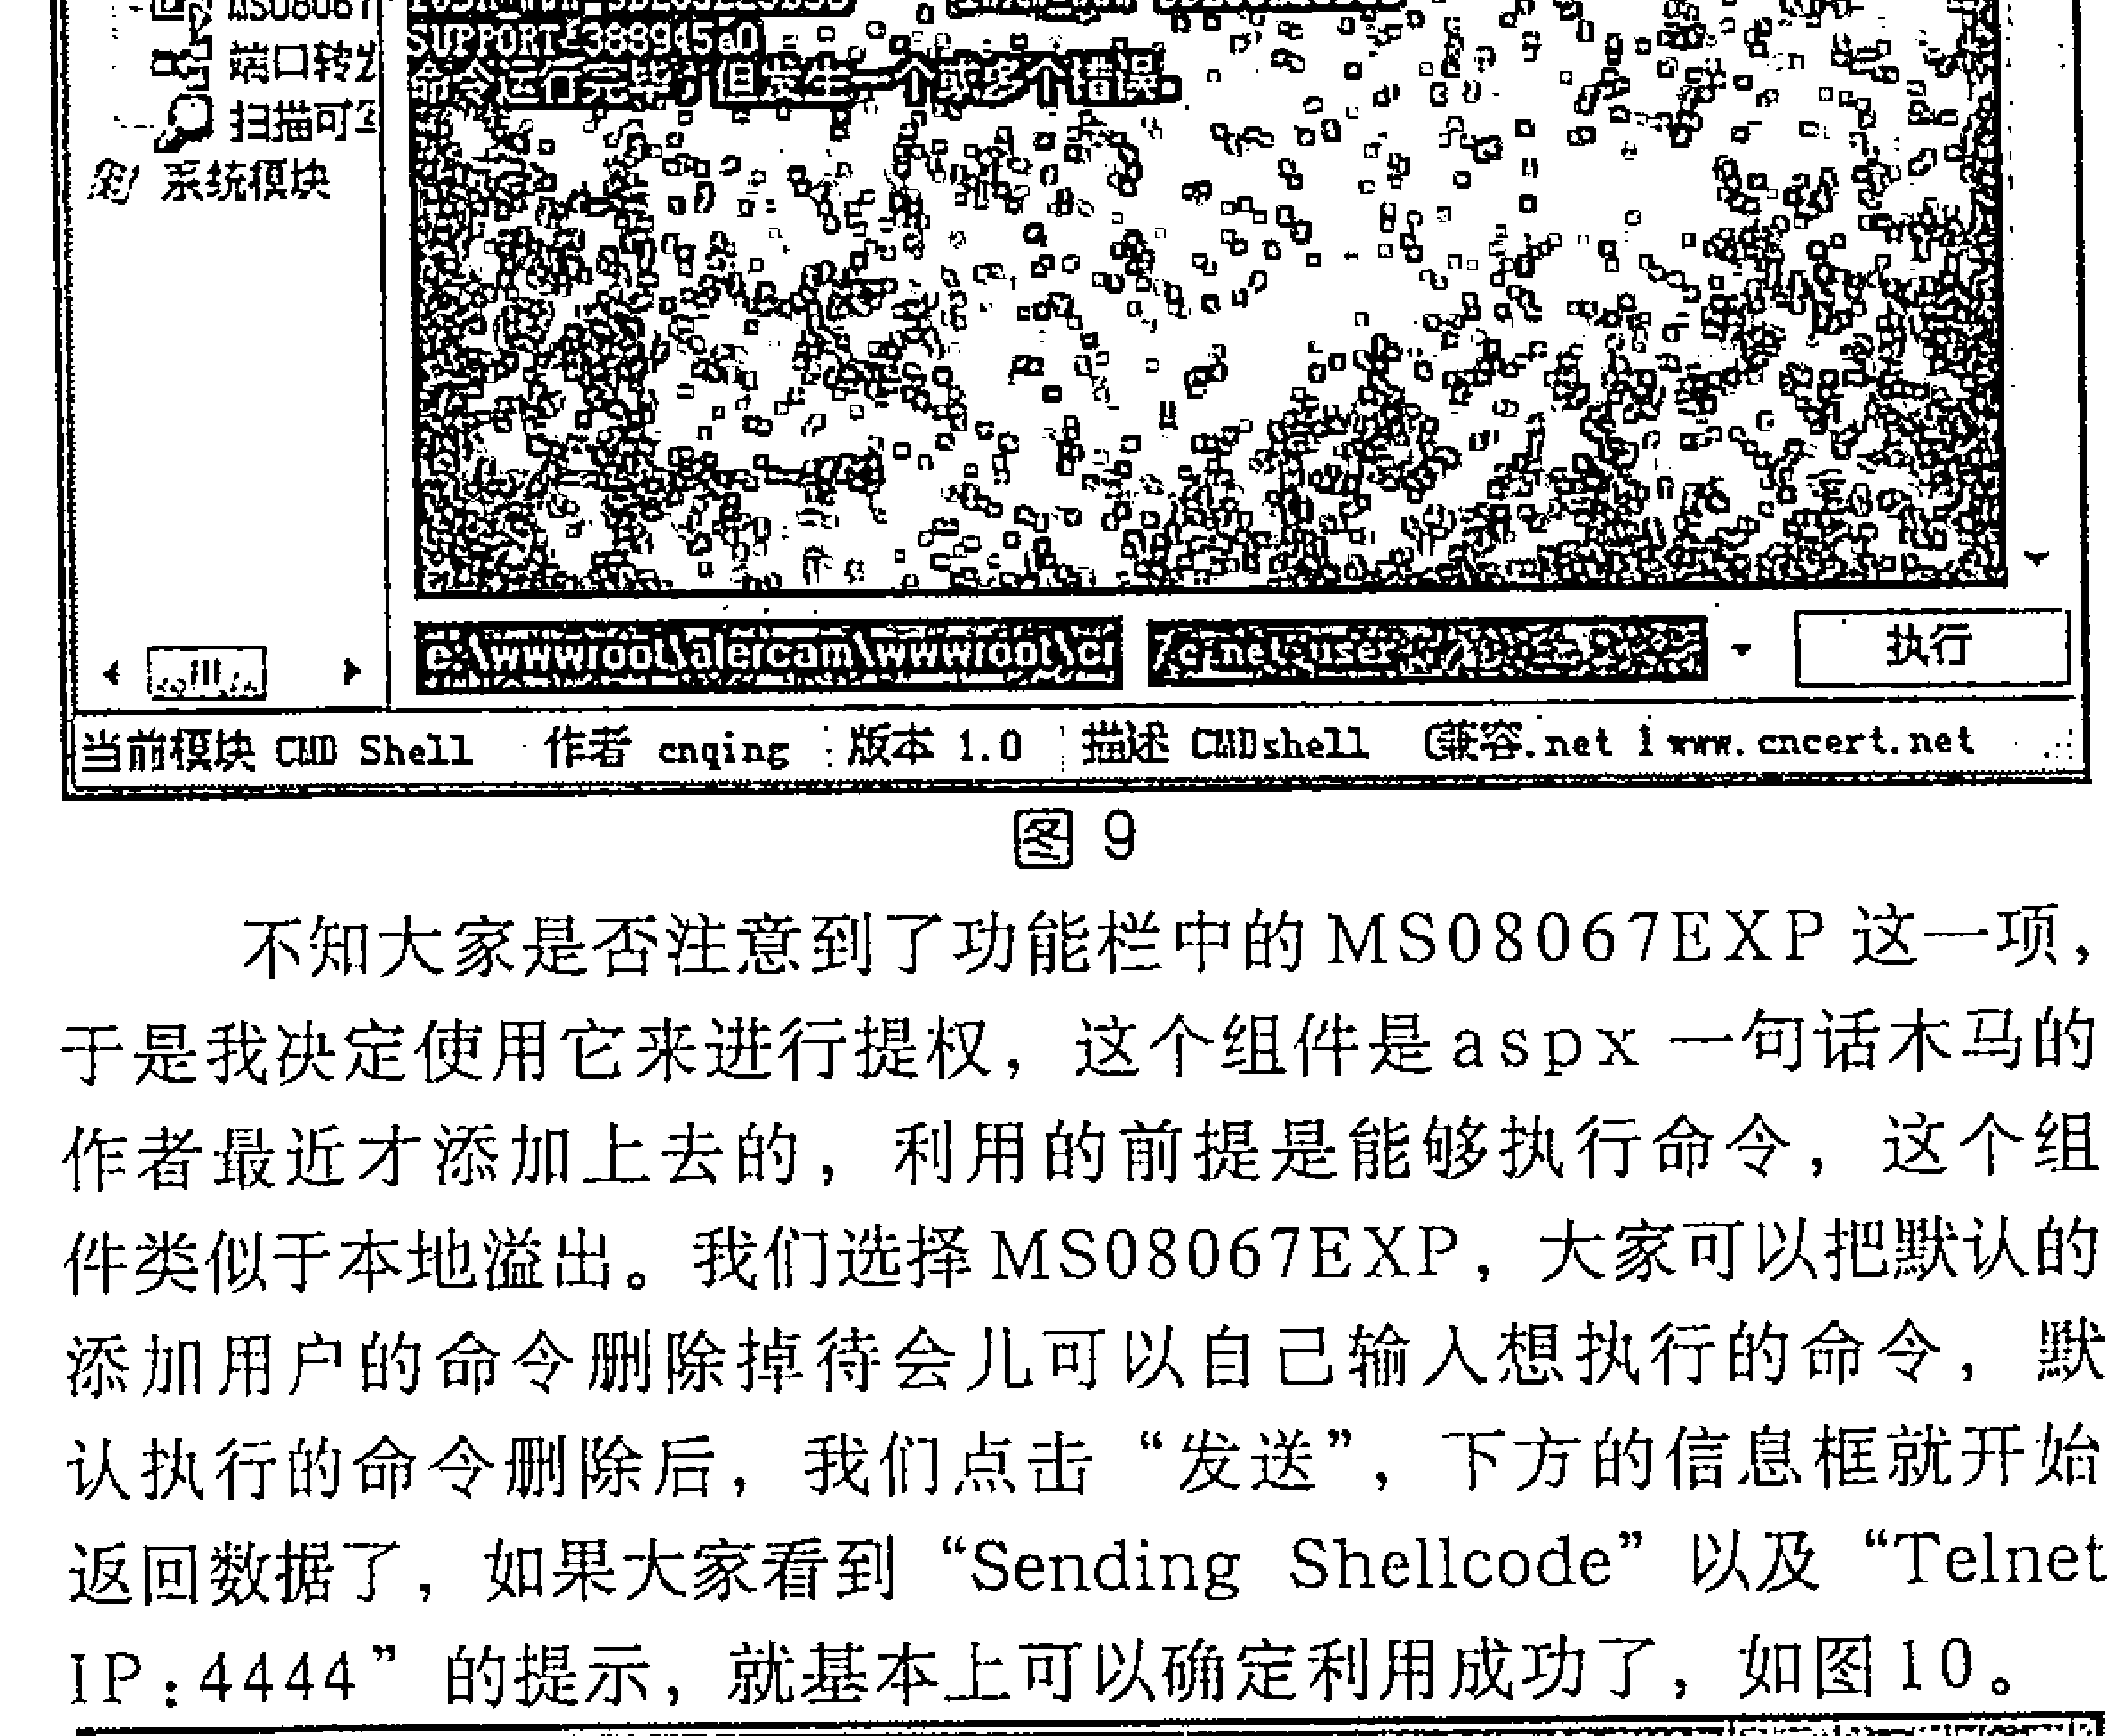 MS08067
端口转
扫描可
系统模块
SUPPORT_388945a0
命令运行完毕,但发生一个或多个错误.
e:\wwwroot\alercam\wwwroot\cr
/c net user
执行
当前模块 CMD Shell 作者 cnqing 版本 1.0 描述 CMDshell (兼容.net 1 www.cncert.net
图 9
不知大家是否注意到了功能栏中的MS08067EXP这一项,
于是我决定使用它来进行提权，这个组件是aspx一句话木马的
作者最近才添加上去的，利用的前提是能够执行命令，这个组
件类似于本地溢出。我们选择MS08067EXP，大家可以把默认的
添加用户的命令删除掉待会儿可以自己输入想执行的命令，默
认执行的命令删除后，我们点击“发送”，下方的信息框就开始
返回数据了，如果大家看到“Sending Shellcode”以及“Telnet
IP:4444”的提示，就基本上可以确定利用成功了，如图10。